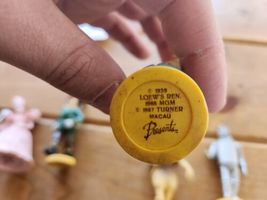 © 1939
LOEW'S REN.
1966 MGM
© 1987 TURNER
MACAU
Presents